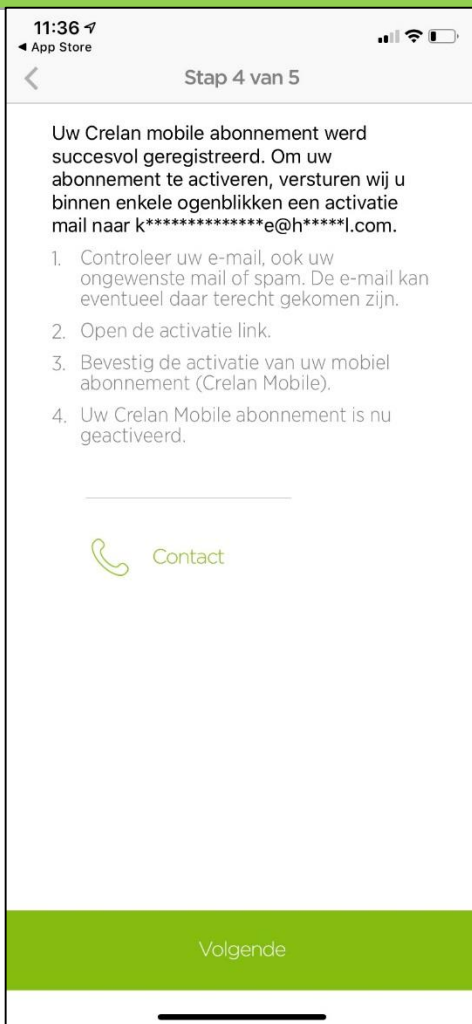 11:36
◀ App Store
Stap 4 van 5
Uw Crelan mobile abonnement werd
succesvol geregistreerd. Om uw
abonnement te activeren, versturen wij u
binnen enkele ogenblikken een activatie
mail naar k**************e@h*****l.com.
1. Controleer uw e-mail, ook uw
ongewenste mail of spam. De e-mail kan
eventueel daar terecht gekomen zijn.
2. Open de activatie link.
3. Bevestig de activatie van uw mobiel
abonnement (Crelan Mobile).
4. Uw Crelan Mobile abonnement is nu
geactiveerd.
Contact
Volgende